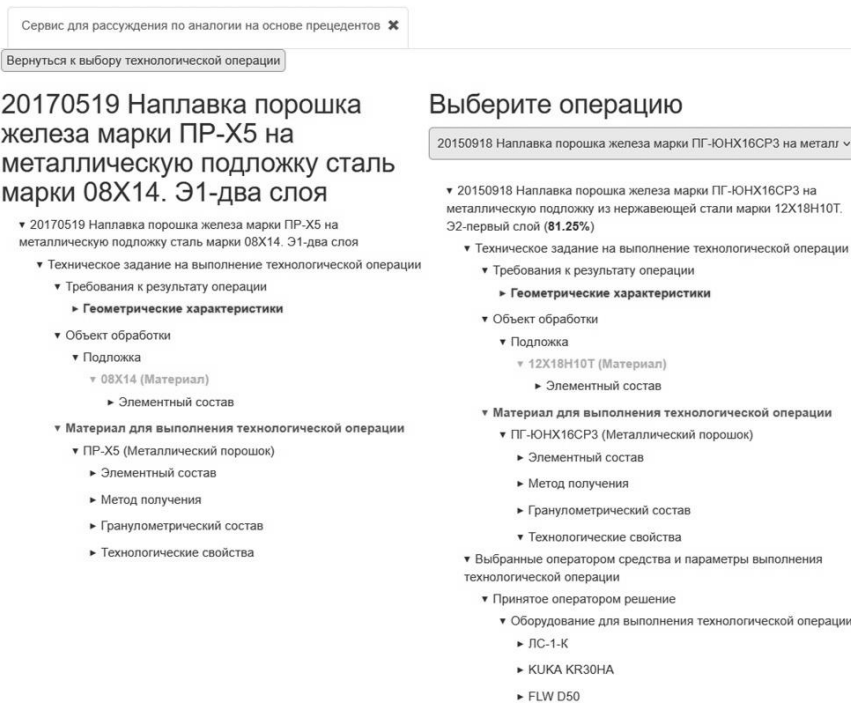 Сервис для рассуждения по аналогии на основе прецедентов ✖
Вернуться к выбору технологической операции
20170519 Наплавка порошка
железа марки ПР-Х5 на
металлическую подложку сталь
марки 08Х14. Э1-два слоя
▾ 20170519 Наплавка порошка железа марки ПР-Х5 на
металлическую подложку сталь марки 08Х14. Э1-два слоя
▾ Техническое задание на выполнение технологической операции
▾ Требования к результату операции
▸ Геометрические характеристики
▾ Объект обработки
▾ Подложка
▾ 08Х14 (Материал)
▸ Элементный состав
▾ Материал для выполнения технологической операции
▾ ПР-Х5 (Металлический порошок)
▸ Элементный состав
▸ Метод получения
▸ Гранулометрический состав
▸ Технологические свойства
Выберите операцию
20150918 Наплавка порошка железа марки ПГ-ЮНХ16СР3 на металл
▾ 20150918 Наплавка порошка железа марки ПГ-ЮНХ16СР3 на
металлическую подложку из нержавеющей стали марки 12Х18Н10Т.
Э2-первый слой (81.25%)
▾ Техническое задание на выполнение технологической операции
▾ Требования к результату операции
▸ Геометрические характеристики
▾ Объект обработки
▾ Подложка
▾ 12Х18Н10Т (Материал)
▸ Элементный состав
▾ Материал для выполнения технологической операции
▾ ПГ-ЮНХ16СР3 (Металлический порошок)
▸ Элементный состав
▸ Метод получения
▸ Гранулометрический состав
▾ Технологические свойства
▾ Выбранные оператором средства и параметры выполнения
технологической операции
▾ Принятое оператором решение
▾ Оборудование для выполнения технологической операции
▸ ЛС-1-К
▸ KUKA KR30HA
▸ FLW D50